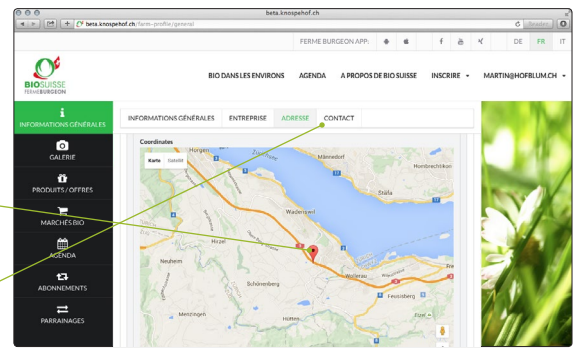 beta.knospehof.ch
beta.knospehof.ch/farm-profile/general
Reader
FERME BURGEON APP:
DE FR IT
BIOSUISSE
FERMEBURGEON
BIO DANS LES ENVIRONS AGENDA A PROPOS DE BIO SUISSE INSCRIRE MARTIN@HOFBLUM.CH
INFORMATIONS GÉNÉRALES
GALERIE
PRODUITS / OFFRES
MARCHÉS BIO
AGENDA
ABONNEMENTS
PARRAINAGES
INFORMATIONS GÉNÉRALES ENTREPRISE ADRESSE CONTACT
Coordinates
Karte Satellit
Horgen
Männedorf
Hombrechtikon
Stäfa
Wädenswil
Hirzel
Neuheim
Schönenberg
Wollerau
Menzingen
Feusisberg
Hütten
Etzel